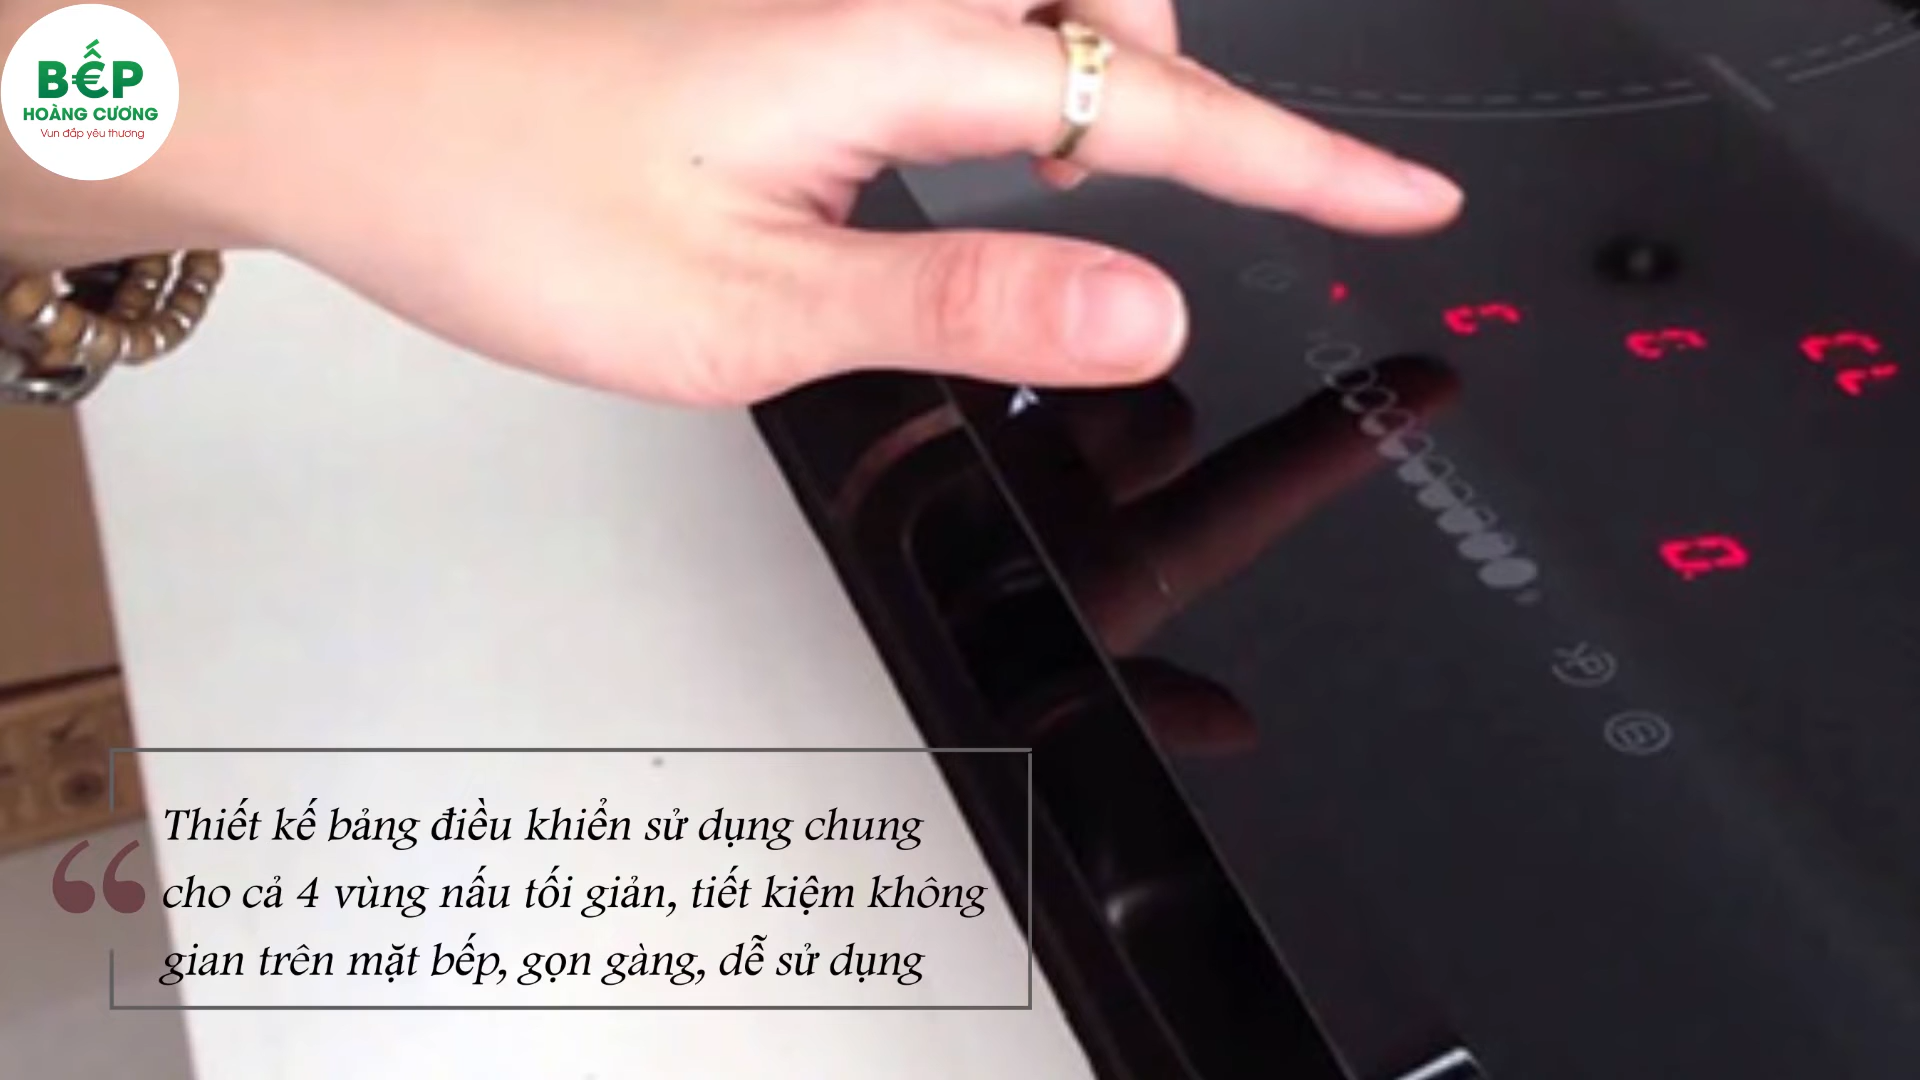 BẾP
HOÀNG CƯƠNG
Vun đắp yêu thương
Thiết kế bảng điều khiển sử dụng chung
cho cả 4 vùng nấu tối giản, tiết kiệm không
gian trên mặt bếp, gọn gàng, dễ sử dụng